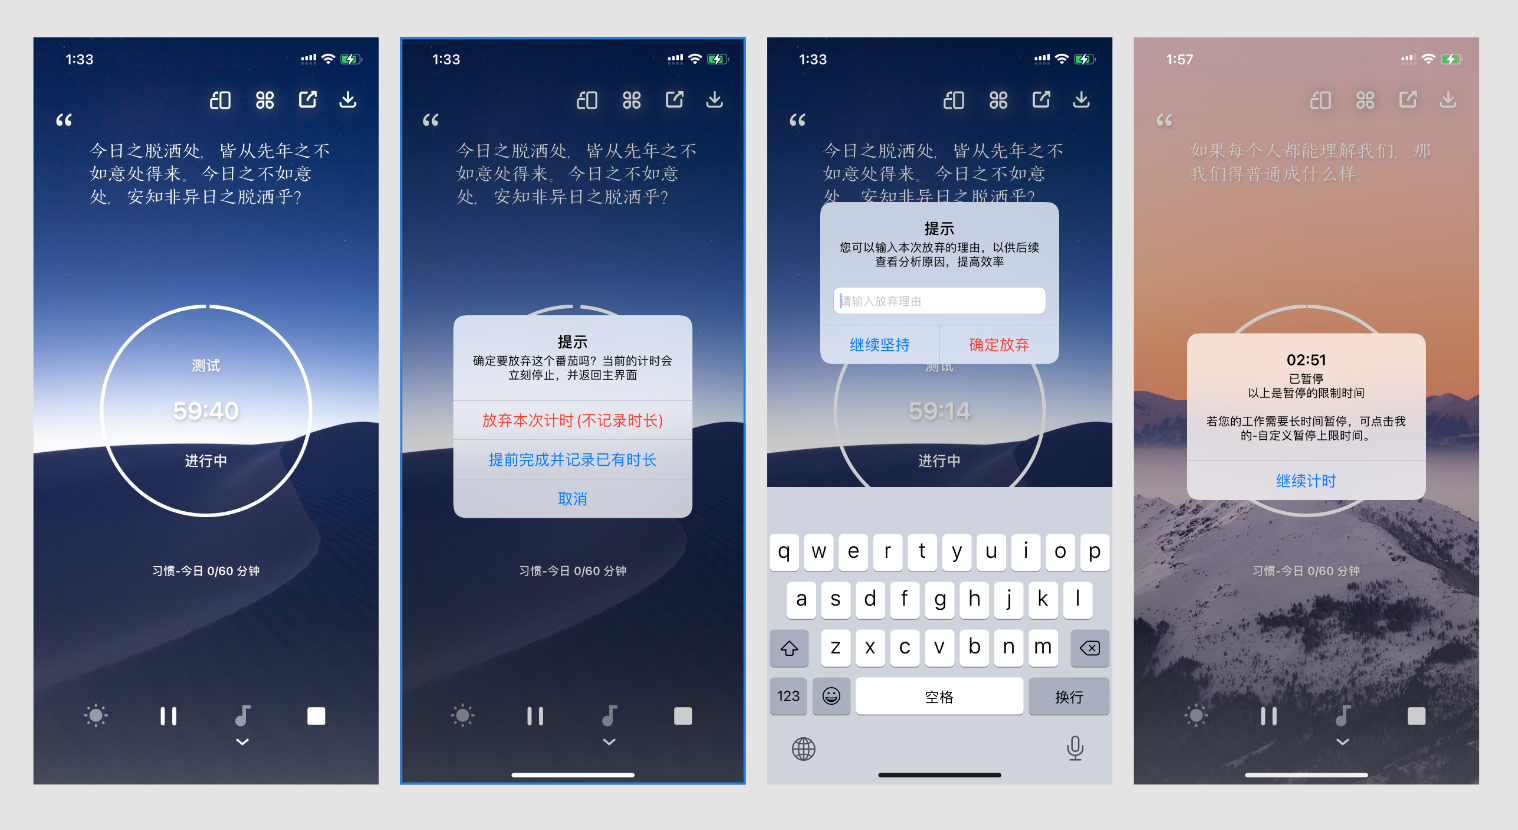 1:33
“
今日之脱洒处，皆从先年之不
如意处得来。今日之不如意
处，安知非异日之脱洒乎？
测试
59:40
进行中
习惯-今日 0/60 分钟
1:33
“
今日之脱洒处，皆从先年之不
如意处得来。今日之不如意
处，安知非异日之脱洒乎？
提示
确定要放弃这个番茄吗？当前的计时会
立刻停止，并返回主界面
放弃本次计时(不记录时长)
提前完成并记录已有时长
取消
习惯-今日 0/60 分钟
1:33
“
今日之脱洒处，皆从先年之不
如意处得来。今日之不如意
处，安知非异日之脱洒乎？
提示
您可以输入本次放弃的理由，以供后续
查看分析原因，提高效率
请输入放弃理由
继续坚持 确定放弃
测试
59:14
进行中
q w e r t y u i o p
a s d f g h j k l
z x c v b n m
123 空格 换行
1:57
“
如果每个人都能理解我们，那
我们得普通成什么样。
02:51
已暂停
以上是暂停的限制时间
若您的工作需要长时间暂停，可点击我
的-自定义暂停上限时间。
继续计时
习惯-今日 0/60 分钟